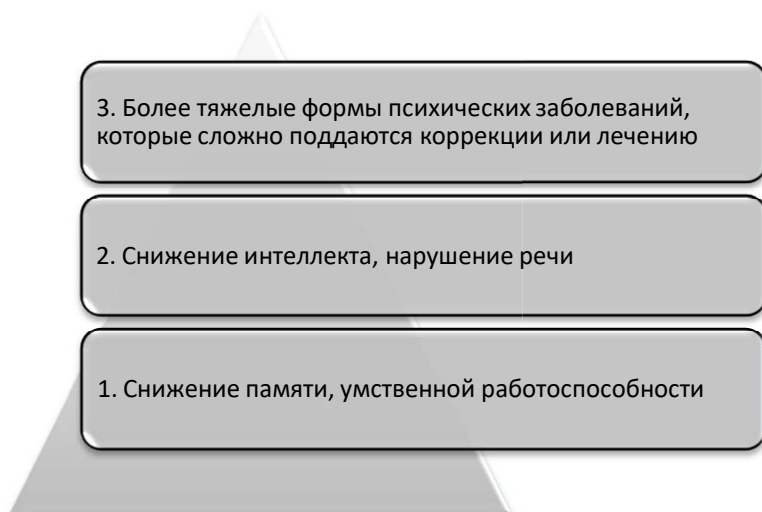 3. Более тяжелые формы психических заболеваний,
которые сложно поддаются коррекции или лечению
2. Снижение интеллекта, нарушение речи
1. Снижение памяти, умственной работоспособности